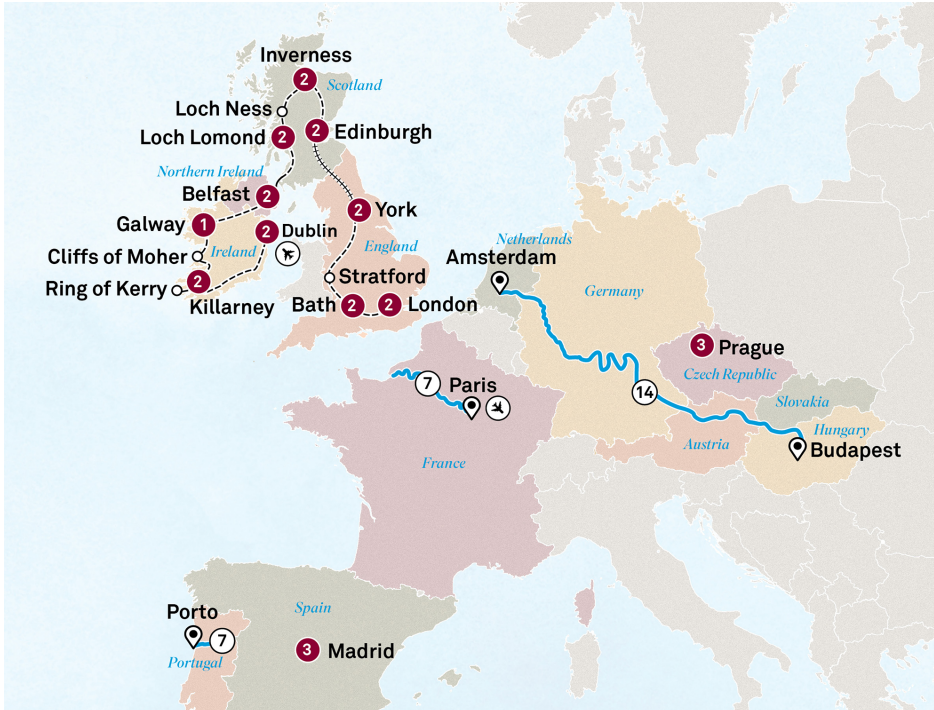 Inverness
2
Scotland
Loch Ness
Loch Lomond 2
2 Edinburgh
Northern Ireland
Belfast 2
Galway 1
2 York
2 Dublin
England
Cliffs of Moher
Ireland
Ring of Kerry
2
Killarney
Stratford
Bath 2
2 London
Netherlands
Amsterdam
Germany
3 Prague
Czech Republic
7
Paris
14
Slovakia
Hungary
Austria
Budapest
France
Spain
Porto
7
Portugal
3 Madrid